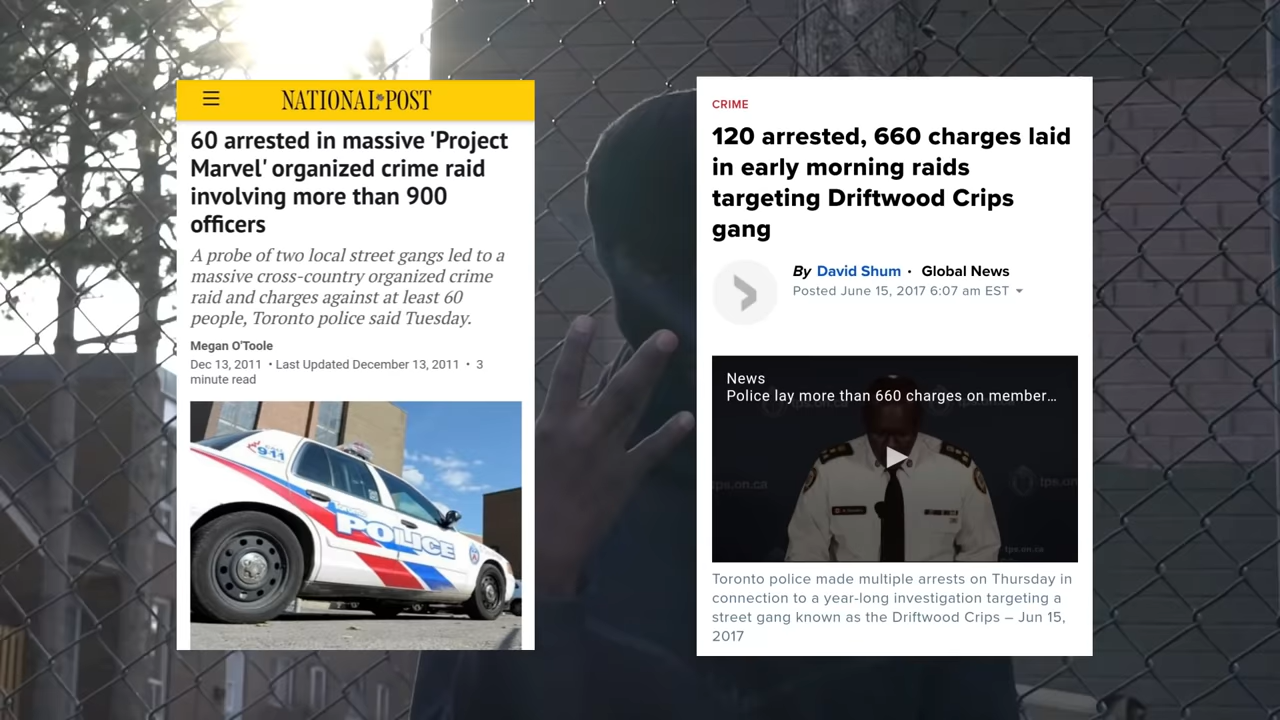 NATIONAL POST
60 arrested in massive 'Project
Marvel' organized crime raid
involving more than 900
officers
A probe of two local street gangs led to a
massive cross-country organized crime
raid and charges against at least 60
people, Toronto police said Tuesday.
Megan O'Toole
Dec 13, 2011 • Last Updated December 13, 2011 • 3
minute read
911
POLICE
CRIME
120 arrested, 660 charges laid
in early morning raids
targeting Driftwood Crips
gang
By David Shum • Global News
Posted June 15, 2017 6:07 am EST
News
Police lay more than 660 charges on member…
tps.on.ca
tps.on
tps.on.ca
Toronto police made multiple arrests on Thursday in
connection to a year-long investigation targeting a
street gang known as the Driftwood Crips – Jun 15,
2017